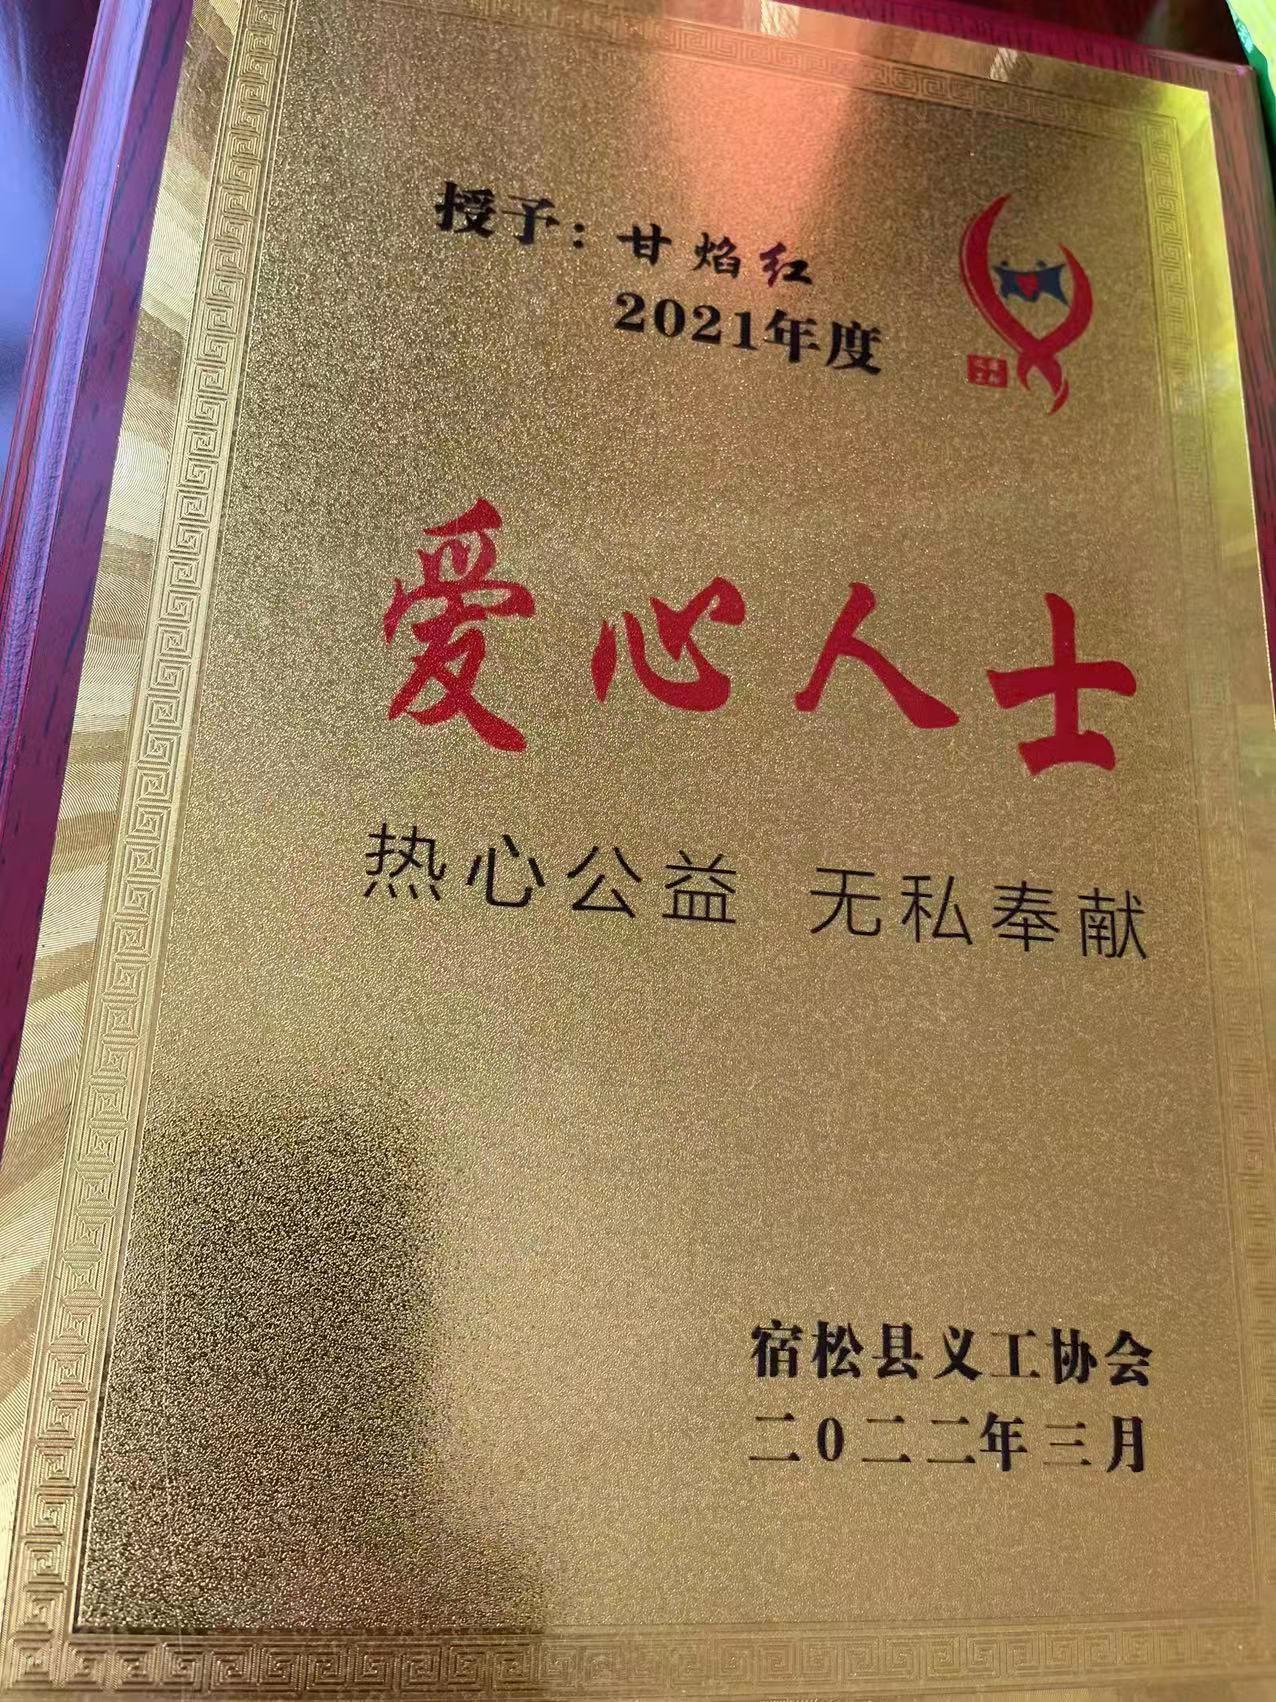 授予：甘焰红
2021年度
爱心人士
热心公益 无私奉献
宿松县义工协会
二0二二年三月